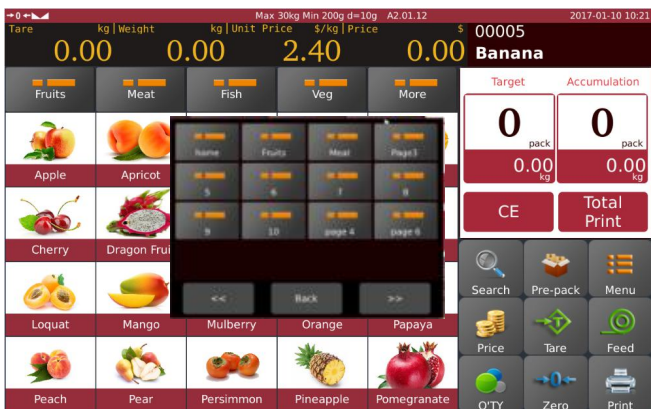 →0← Max 30kg Min 200g d=10g A2.01.12 2017-01-10 10:21
Tare kg Weight kg Unit Price $/kg Price $
0.00 0.00 2.40 0.00
00005
Banana
Fruits Meat Fish Veg More
Target Accumulation
0 pack 0 pack
0.00 kg 0.00 kg
CE Total Print
home Fruits Meal Page3
5 6 7 8
9 10 page 4 page 6
<< Back >>
Apple Apricot
Cherry Dragon Frui
Loquat Mango Mulberry Orange Papaya
Peach Pear Persimmon Pineapple Pomegranate
Search Pre-pack Menu
Price Tare Feed
Q'TY Zero Print